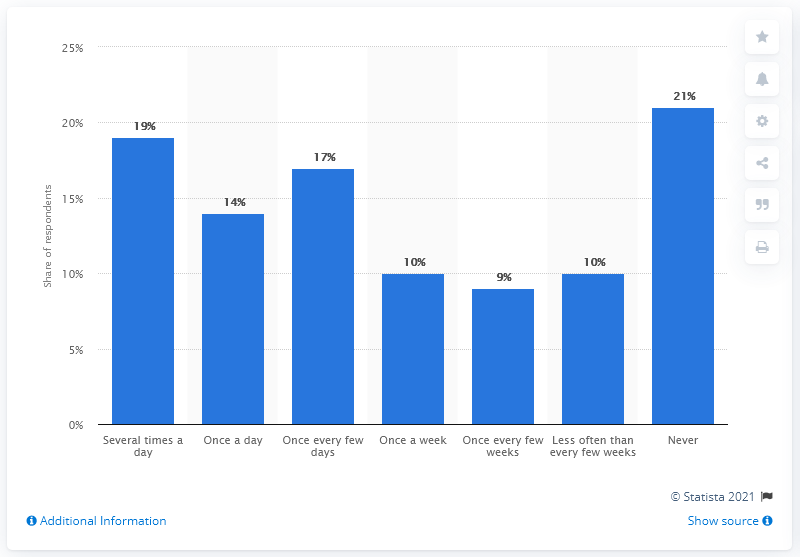 25%
20%
15%
10%
5%
0%
Share of respondents
19%
14%
17%
10%
9%
10%
21%
Several times a
day
Once a day
Once every few
days
Once a week
Once every few
weeks
Less often than
every few weeks
Never
© Statista 2021
Additional Information
Show source